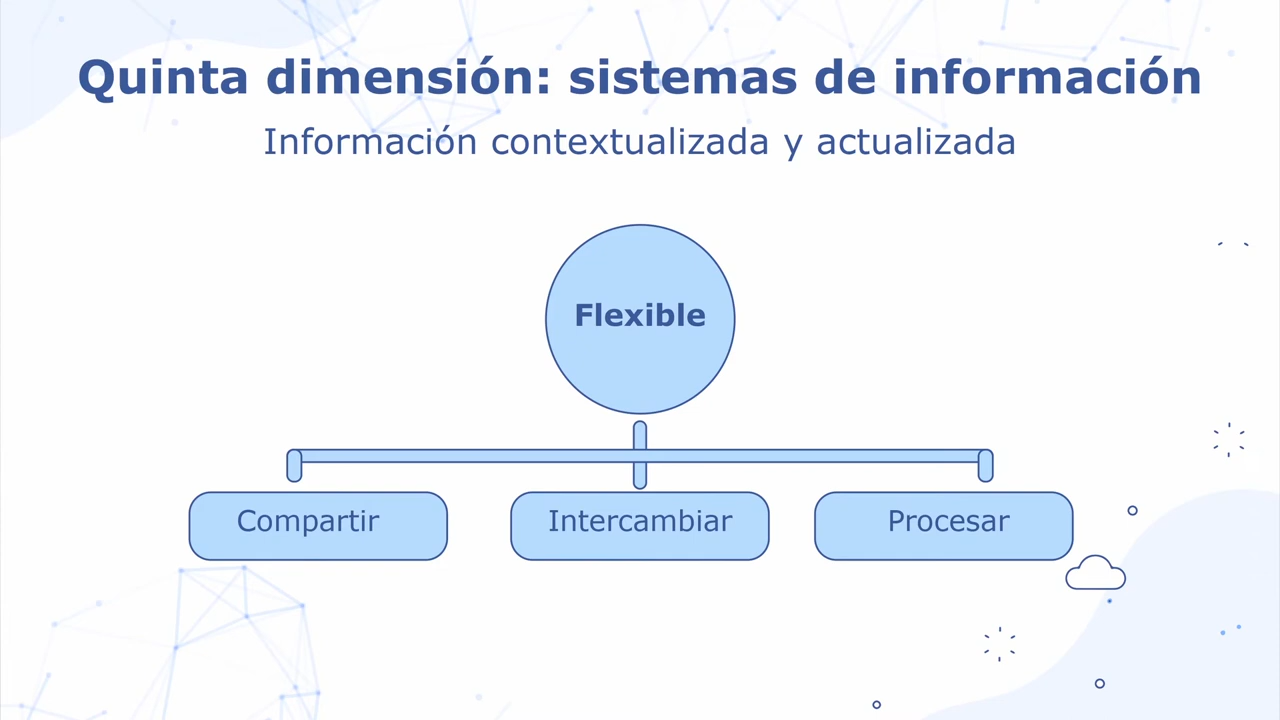 Quinta dimensión: sistemas de información
Información contextualizada y actualizada
Flexible
Compartir
Intercambiar
Procesar